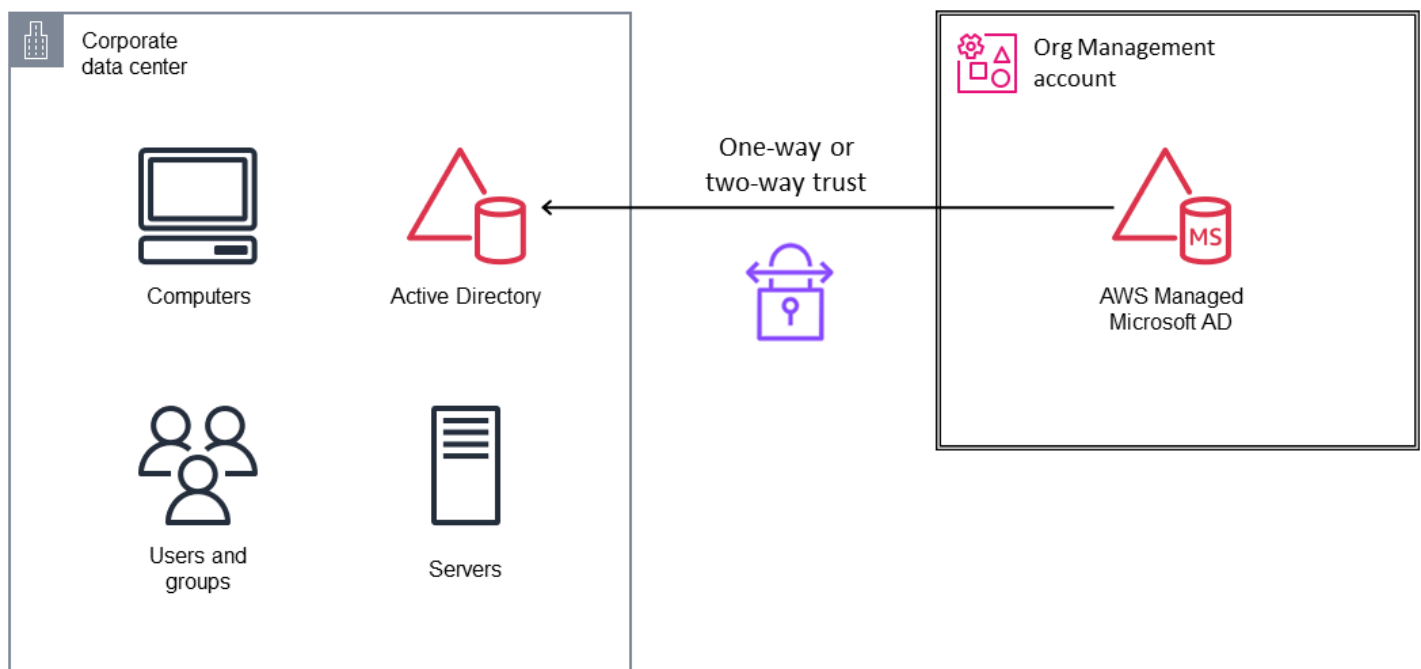 Corporate
data center
Org Management
account
One-way or
two-way trust
MS
Computers
Active Directory
AWS Managed
Microsoft AD
Users and
groups
Servers